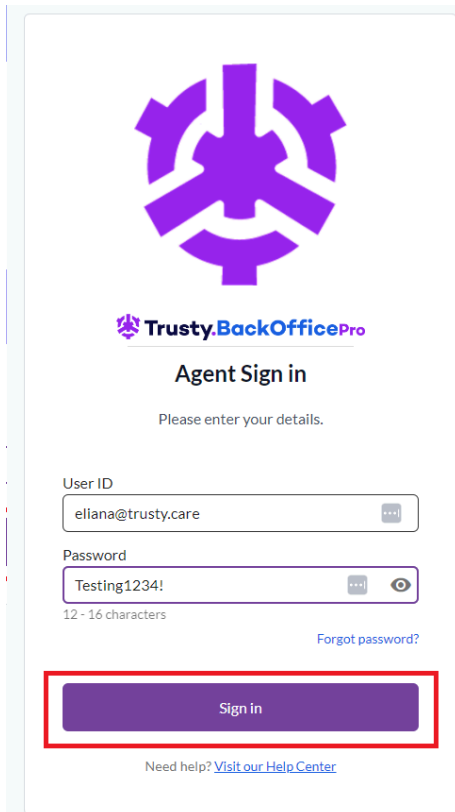 Trusty.BackOfficePro
Agent Sign in
Please enter your details.
User ID
eliana@trusty.care
Password
Testing1234!
12 - 16 characters
Forgot password?
Sign in
Need help? Visit our Help Center